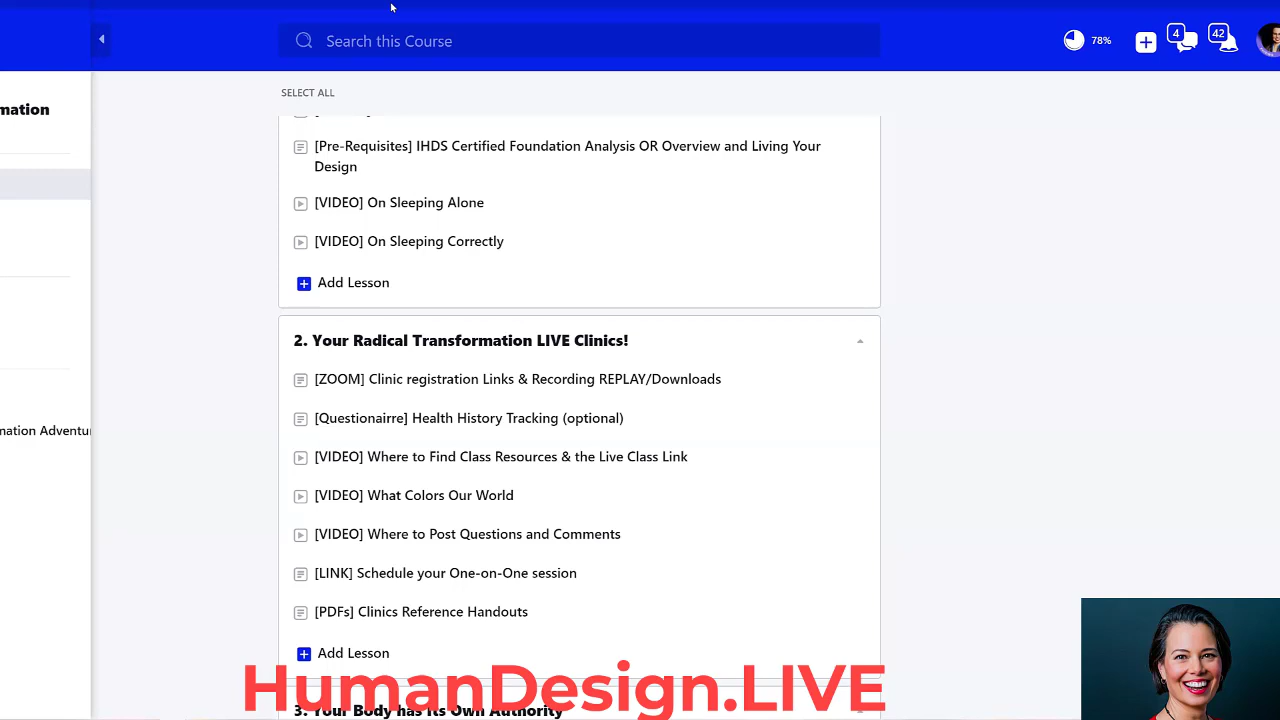 Search this Course
78%
4
42
mation
SELECT ALL
[Pre-Requisites] IHDS Certified Foundation Analysis OR Overview and Living Your
Design
[VIDEO] On Sleeping Alone
[VIDEO] On Sleeping Correctly
Add Lesson
2. Your Radical Transformation LIVE Clinics!
[ZOOM] Clinic registration Links & Recording REPLAY/Downloads
[Questionairre] Health History Tracking (optional)
mation Adventu
[VIDEO] Where to Find Class Resources & the Live Class Link
[VIDEO] What Colors Our World
[VIDEO] Where to Post Questions and Comments
[LINK] Schedule your One-on-One session
[PDFs] Clinics Reference Handouts
Add Lesson
HumanDesign.LIVE
3. Your Body has Its Own Authority